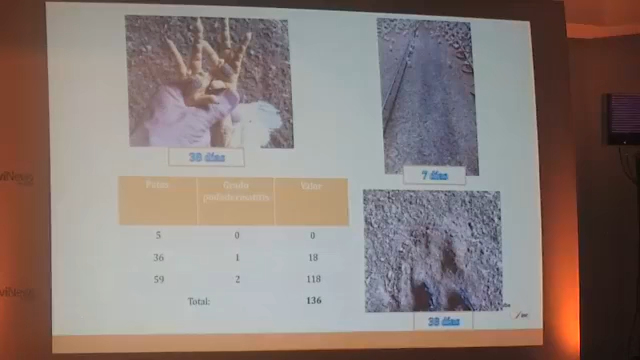 38 días
7 días
Patas Grado pododermatitis Valor
5 0 0
36 1 18
59 2 118
Total: 136
38 días